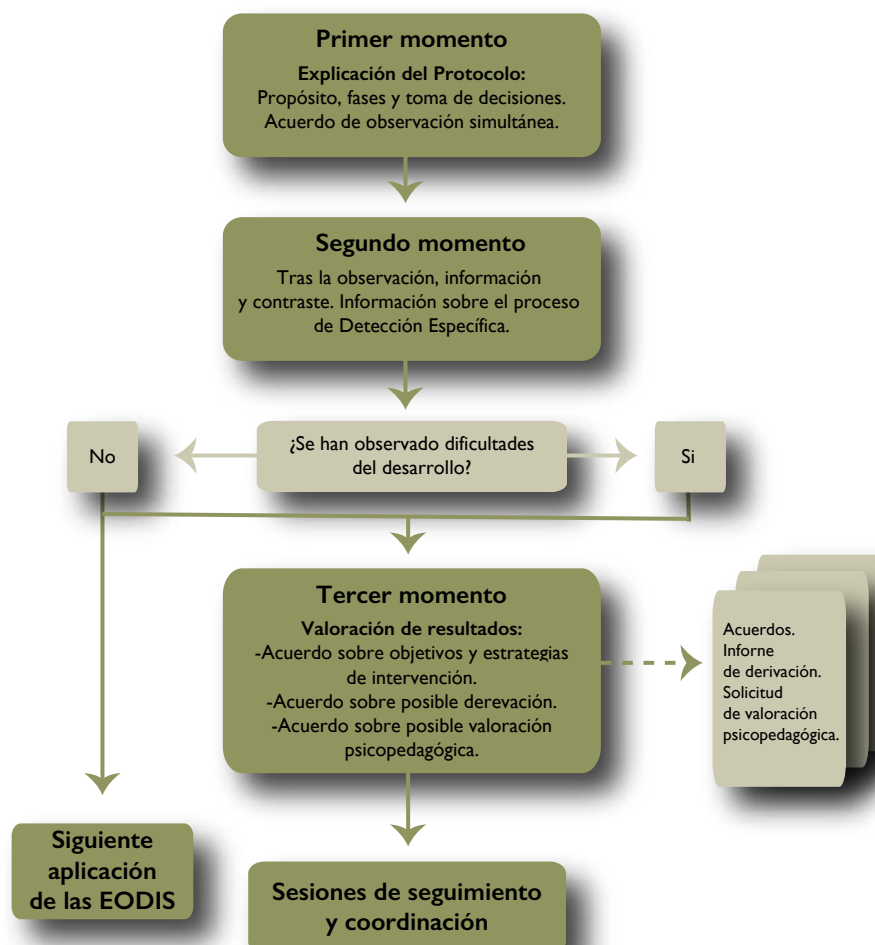 Primer momento
Explicación del Protocolo:
Propósito, fases y toma de decisiones.
Acuerdo de observación simultánea.
Segundo momento
Tras la observación, información
y contraste. Información sobre el proceso
de Detección Específica.
No
¿Se han observado dificultades
del desarrollo?
Si
Tercer momento
Valoración de resultados:
-Acuerdo sobre objetivos y estrategias
de intervención.
-Acuerdo sobre posible derevación.
-Acuerdo sobre posible valoración
psicopedagógica.
Acuerdos.
Informe
de derivación.
Solicitud
de valoración
psicopedagógica.
Siguiente
aplicación
de las EODIS
Sesiones de seguimiento
y coordinación